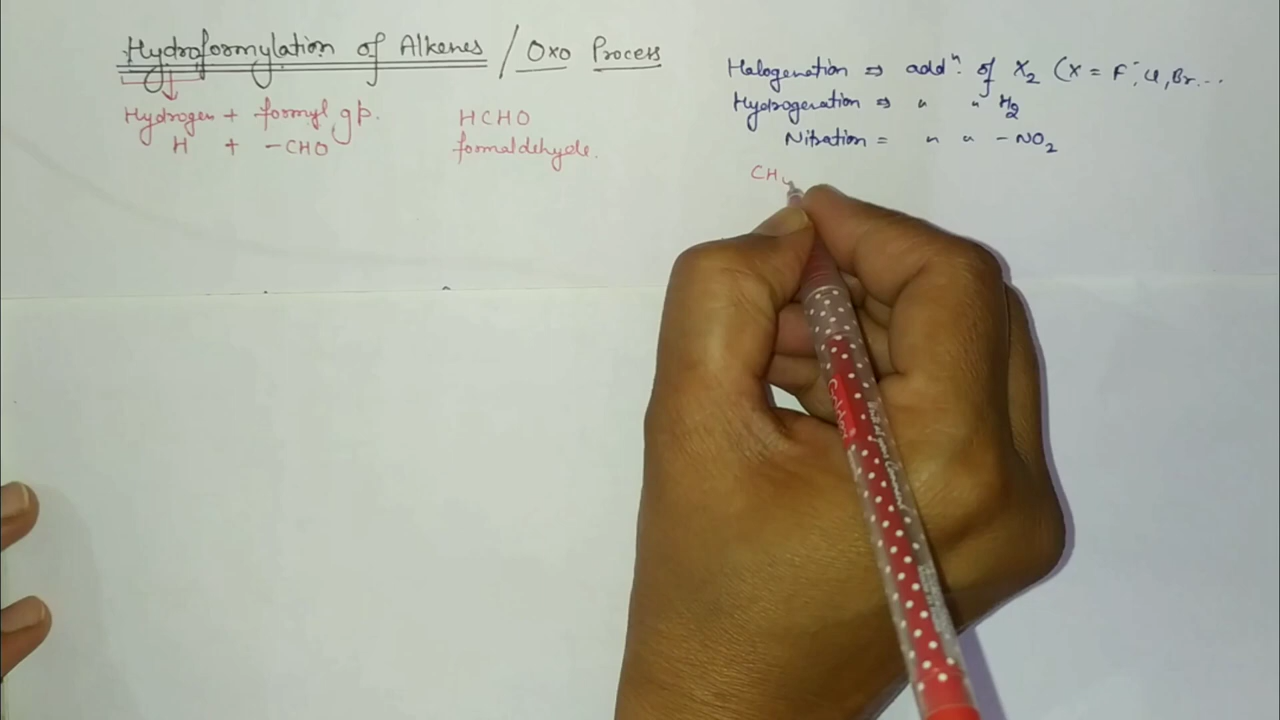 Hydroformylation of Alkenes / Oxo Process
Hydrogen + formyl gp.
H + -CHO
HCHO
formaldehyde.
Halogenation ⇒ addⁿ. of X₂ (X = F, Cl, Br...
Hydrogenation ⇒ " " H₂
Nitration = " " -NO₂
CH